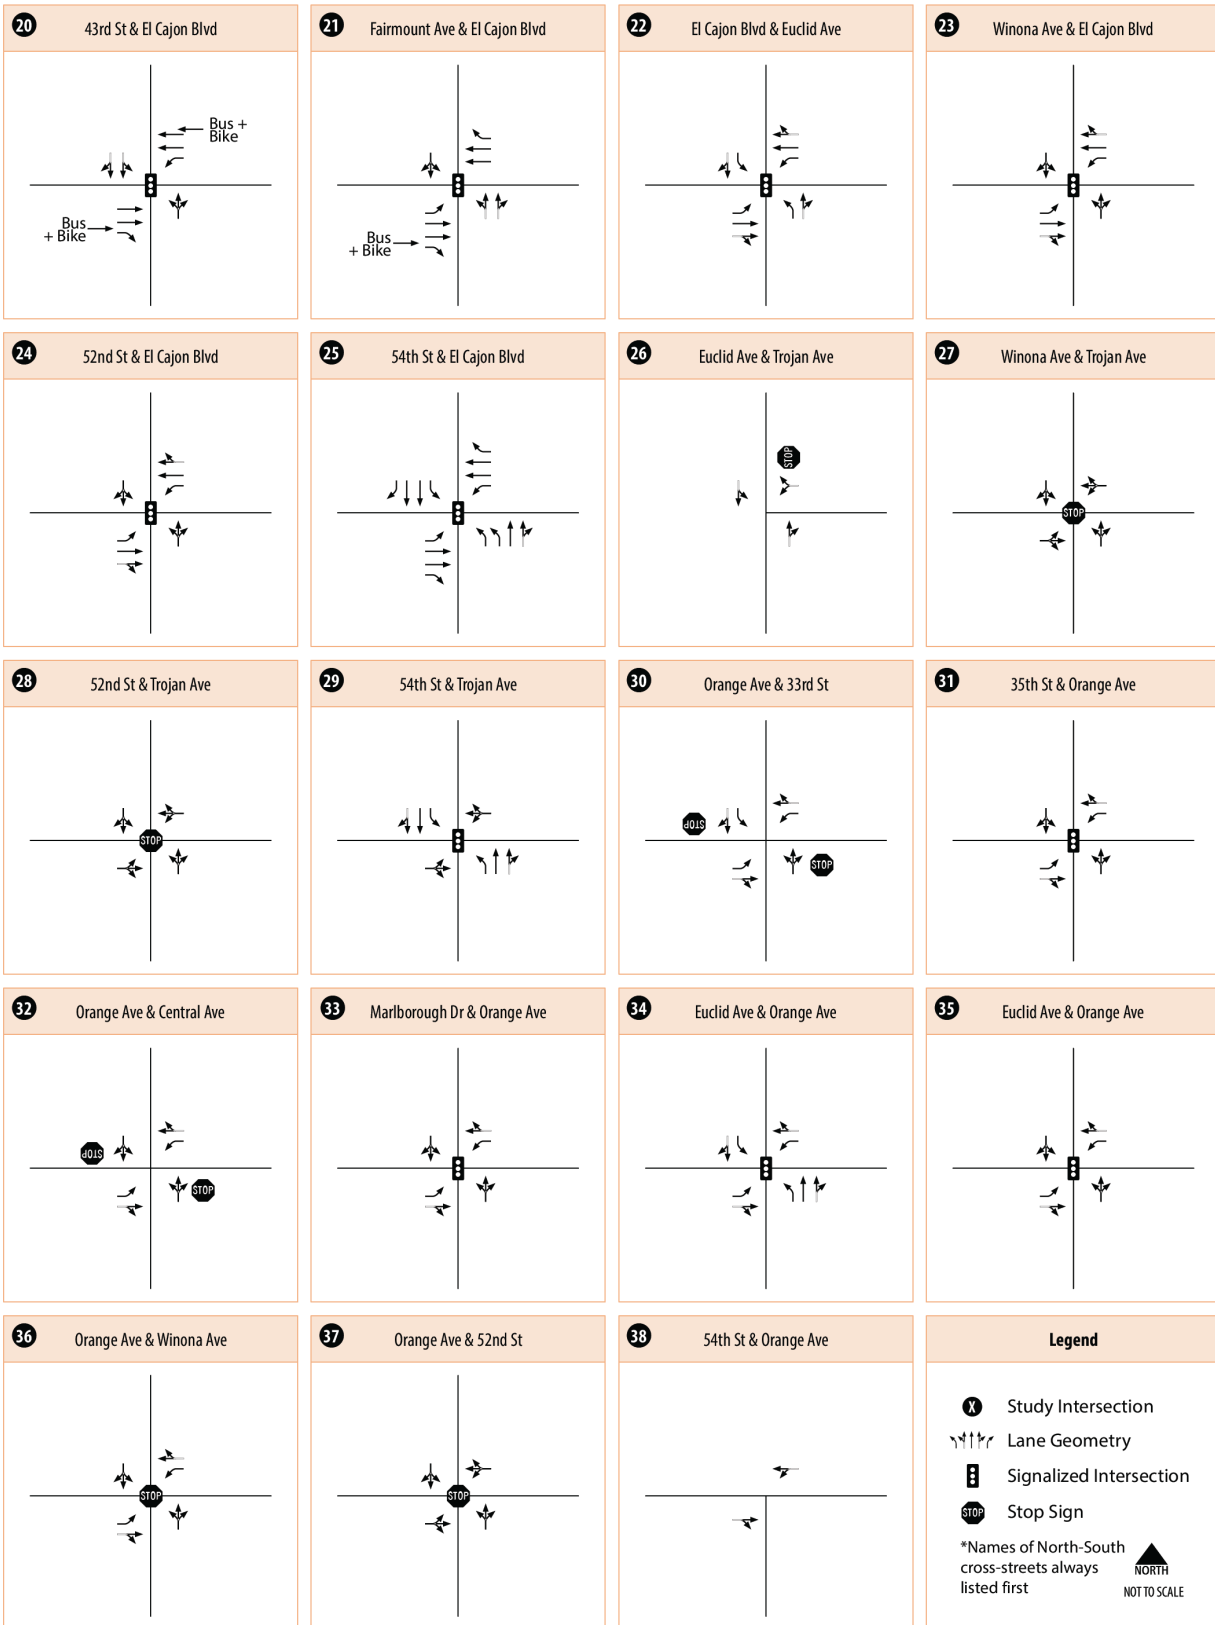 20 43rd St & El Cajon Blvd
Bus +
Bike
Bus
+ Bike
21 Fairmount Ave & El Cajon Blvd
Bus
+ Bike
22 El Cajon Blvd & Euclid Ave
23 Winona Ave & El Cajon Blvd
24 52nd St & El Cajon Blvd
25 54th St & El Cajon Blvd
26 Euclid Ave & Trojan Ave
STOP
27 Winona Ave & Trojan Ave
STOP
28 52nd St & Trojan Ave
STOP
29 54th St & Trojan Ave
30 Orange Ave & 33rd St
STOP
STOP
31 35th St & Orange Ave
32 Orange Ave & Central Ave
STOP
STOP
33 Marlborough Dr & Orange Ave
34 Euclid Ave & Orange Ave
35 Euclid Ave & Orange Ave
36 Orange Ave & Winona Ave
STOP
37 Orange Ave & 52nd St
STOP
38 54th St & Orange Ave
Legend
X Study Intersection
Lane Geometry
Signalized Intersection
STOP Stop Sign
*Names of North-South
cross-streets always
listed first
NORTH
NOT TO SCALE